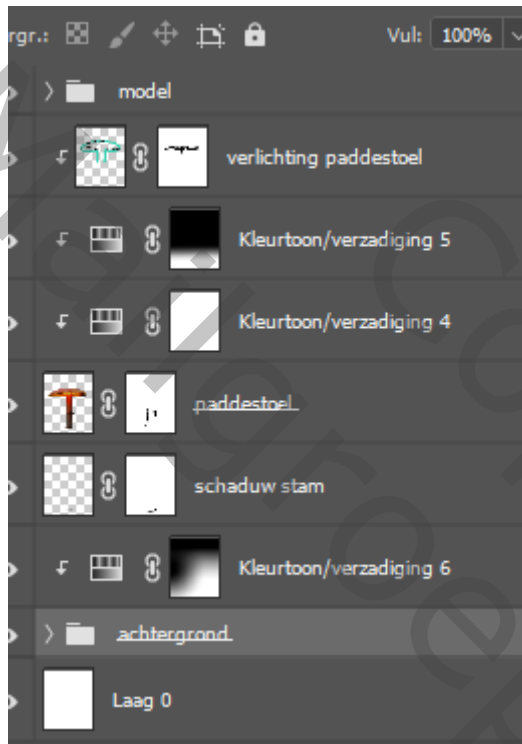 rgr.: Vul: 100%
model
verlichting paddestoel
Kleurtoon/verzadiging 5
Kleurtoon/verzadiging 4
paddestoel
schaduw stam
Kleurtoon/verzadiging 6
achtergrond
Laag 0